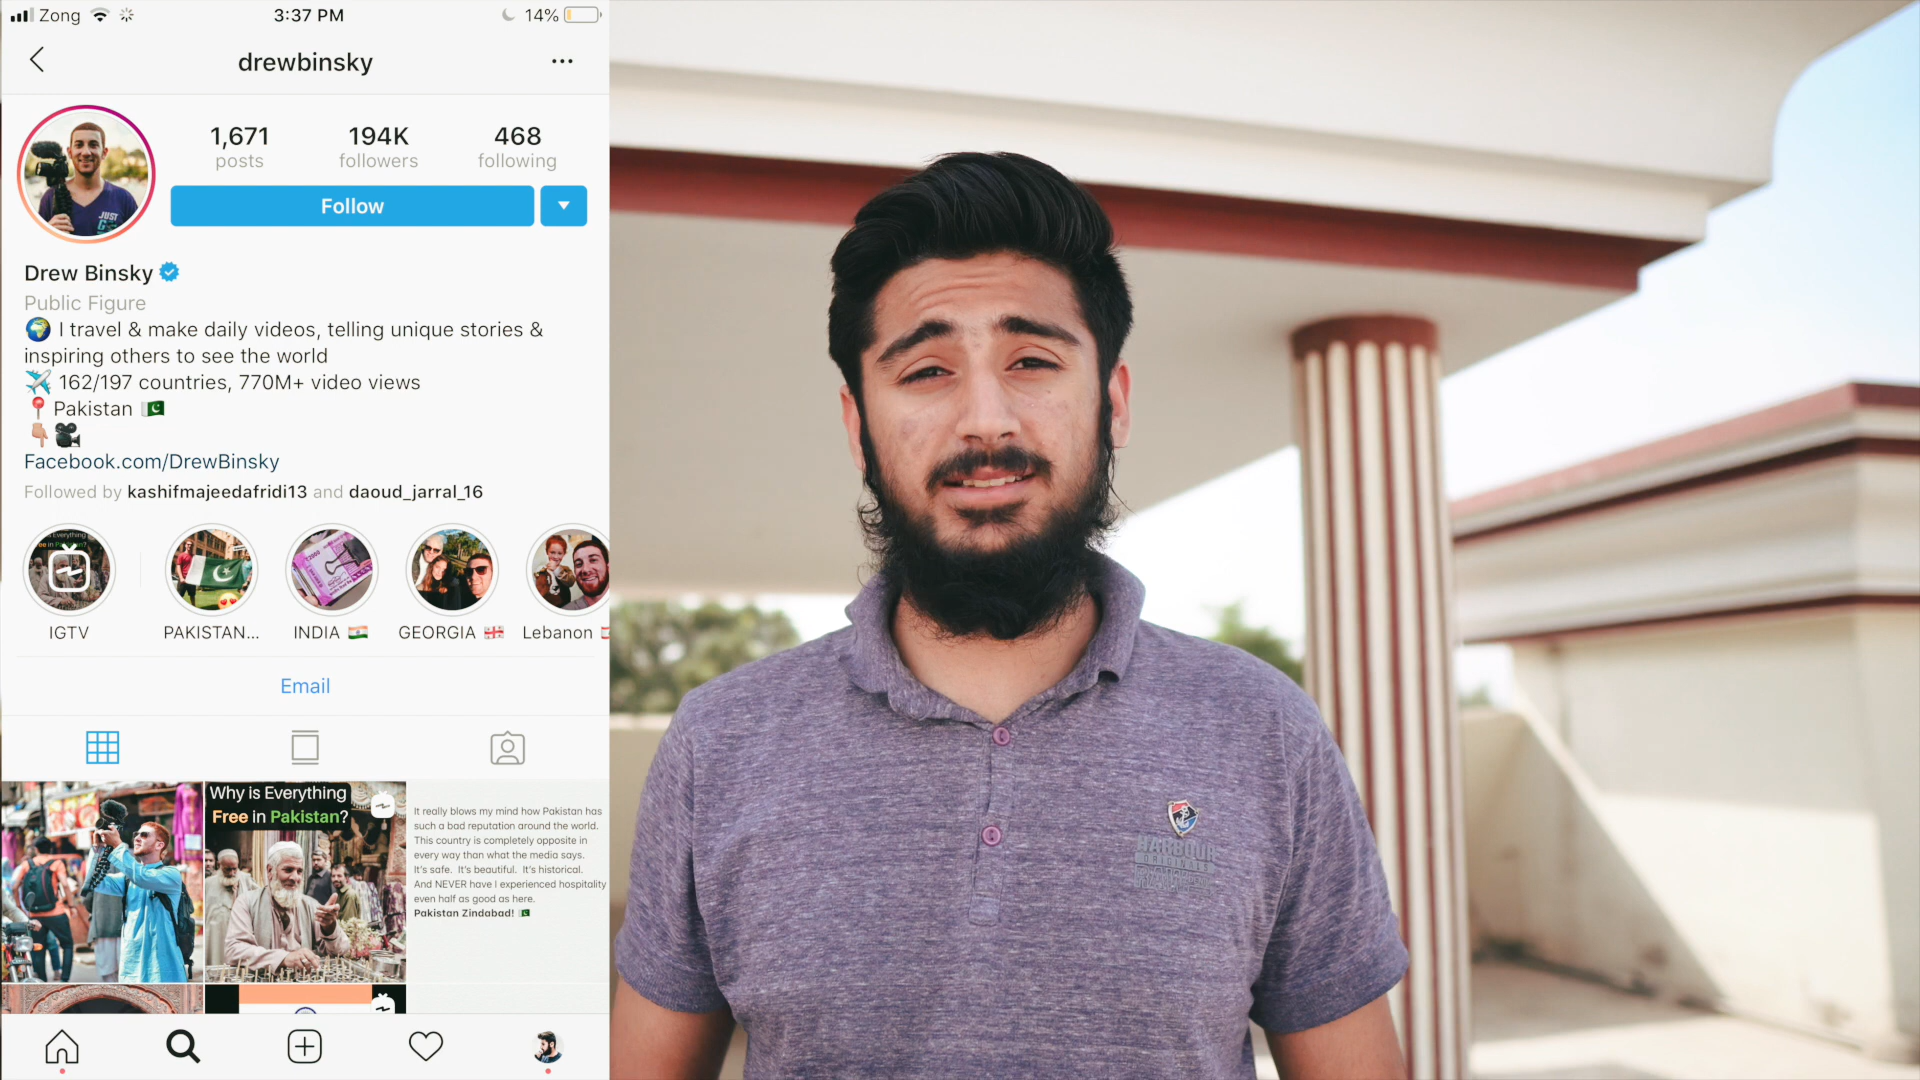 Zong
3:37 PM
14%
drewbinsky
1,671
posts
194K
followers
468
following
Follow
JUST
Drew Binsky
Public Figure
I travel & make daily videos, telling unique stories &
inspiring others to see the world
162/197 countries, 770M+ video views
Pakistan
Facebook.com/DrewBinsky
Followed by kashifmajeedafridi13 and daoud_jarral_16
IGTV
PAKISTAN...
INDIA
GEORGIA
Lebanon
Email
Why is Everything
Free in Pakistan?
It really blows my mind how Pakistan has
such a bad reputation around the world.
This country is completely opposite in
every way than what the media says.
It's safe. It's beautiful. It's historical.
And NEVER have I experienced hospitality
even half as good as here.
Pakistan Zindabad!
HARBOUR
ORIGINALS